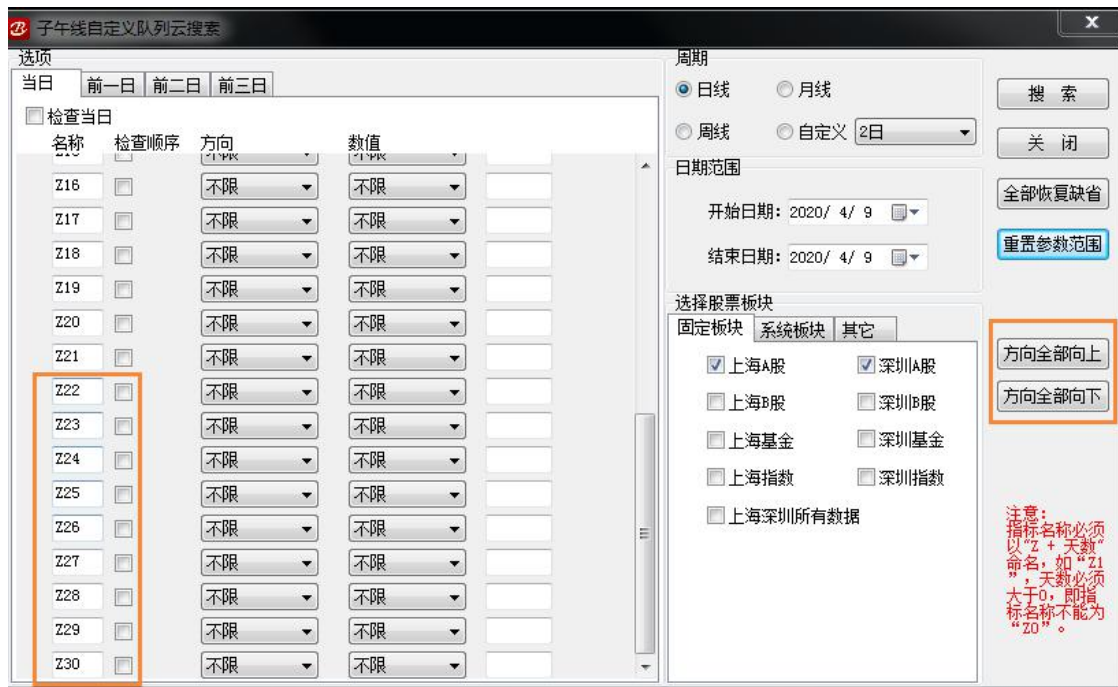 子午线自定义队列云搜索
选项
当日 前一日 前二日 前三日
检查当日
名称 检查顺序 方向 数值
Z16 不限 不限
Z17 不限 不限
Z18 不限 不限
Z19 不限 不限
Z20 不限 不限
Z21 不限 不限
Z22 不限 不限
Z23 不限 不限
Z24 不限 不限
Z25 不限 不限
Z26 不限 不限
Z27 不限 不限
Z28 不限 不限
Z29 不限 不限
Z30 不限 不限
周期
日线 月线
周线 自定义 2日
日期范围
开始日期: 2020/ 4/ 9
结束日期: 2020/ 4/ 9
选择股票板块
固定板块 系统板块 其它
上海A股 深圳A股
上海B股 深圳B股
上海基金 深圳基金
上海指数 深圳指数
上海深圳所有数据
搜 索
关 闭
全部恢复缺省
重置参数范围
方向全部向上
方向全部向下
注意:
指标名称必须
以“Z + 天数“
命名, 如“Z1
”, 天数必须
大于0, 即指
标名称不能为
“Z0”。